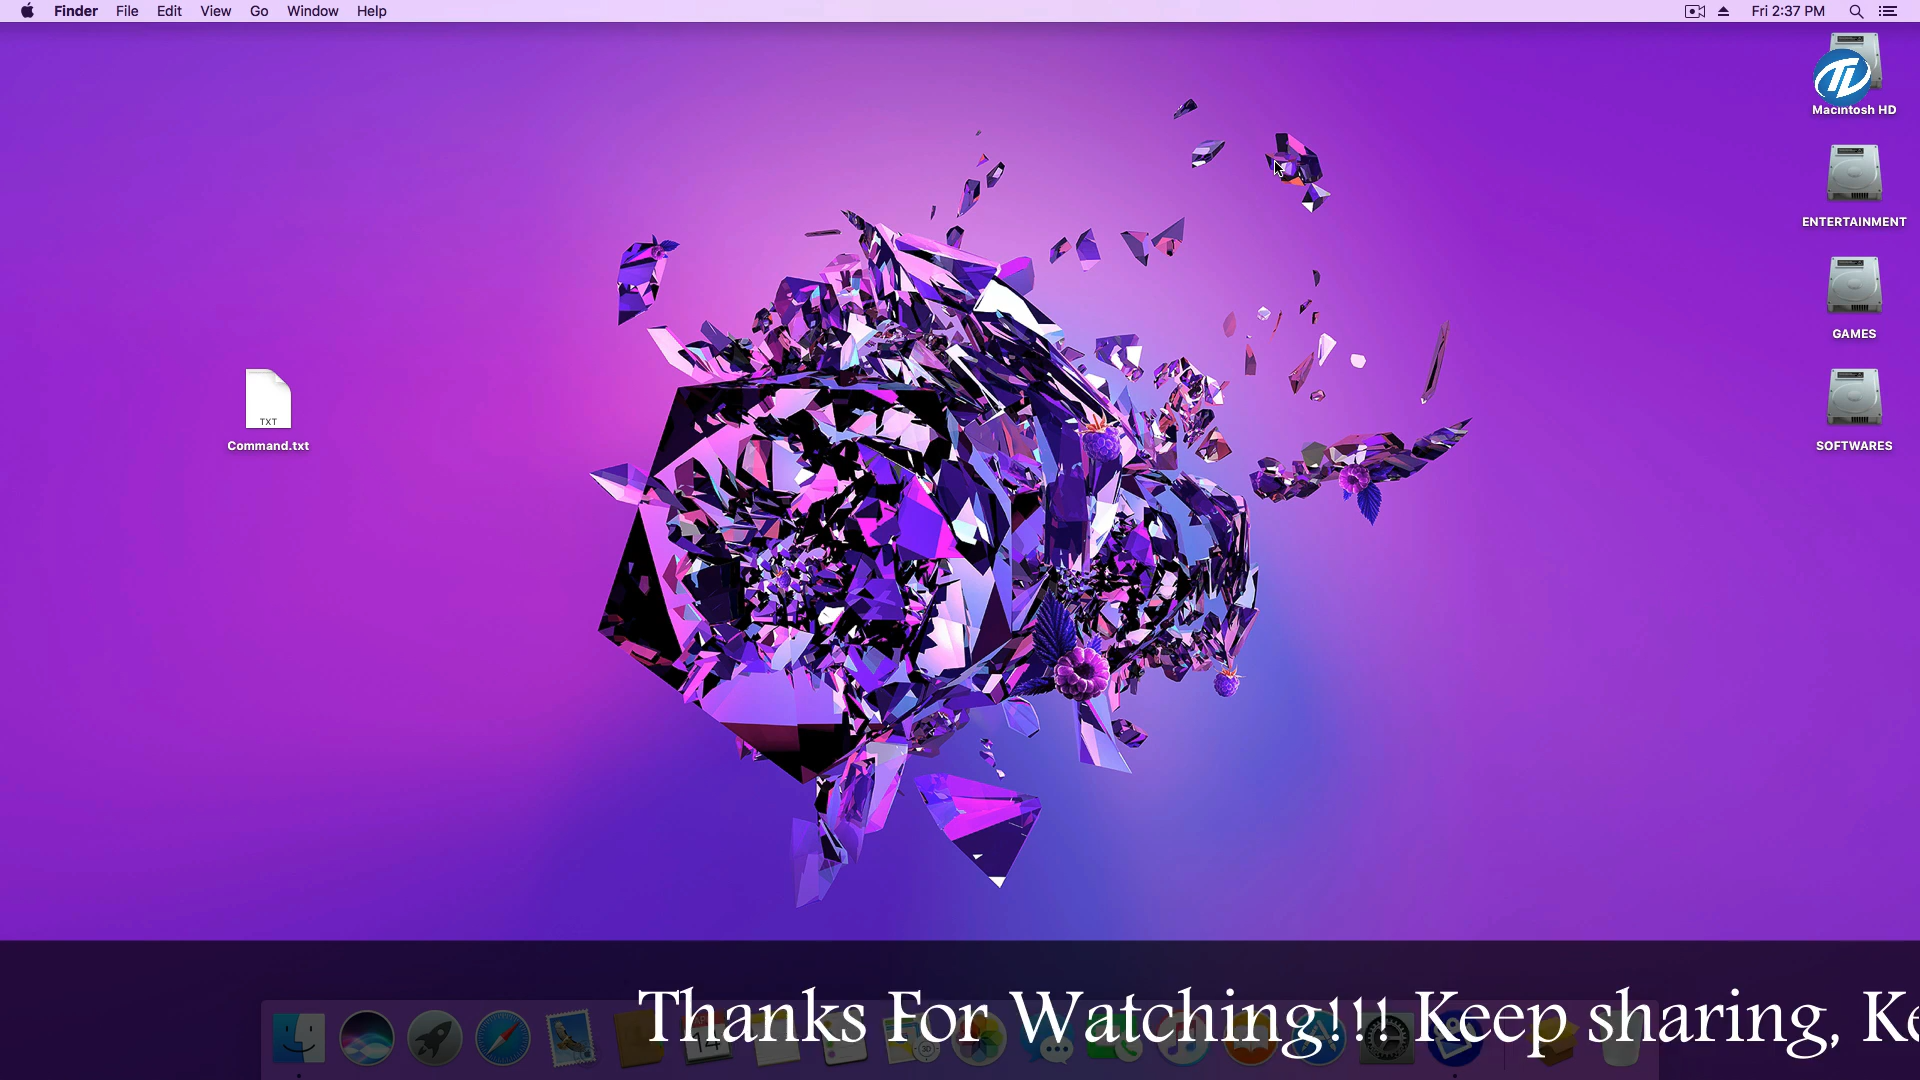 Finder File Edit View Go Window Help
Fri 2:37 PM
Macintosh HD
ENTERTAINMENT
GAMES
TXT
Command.txt
SOFTWARES
Thanks For Watching!!! Keep sharing, Ke